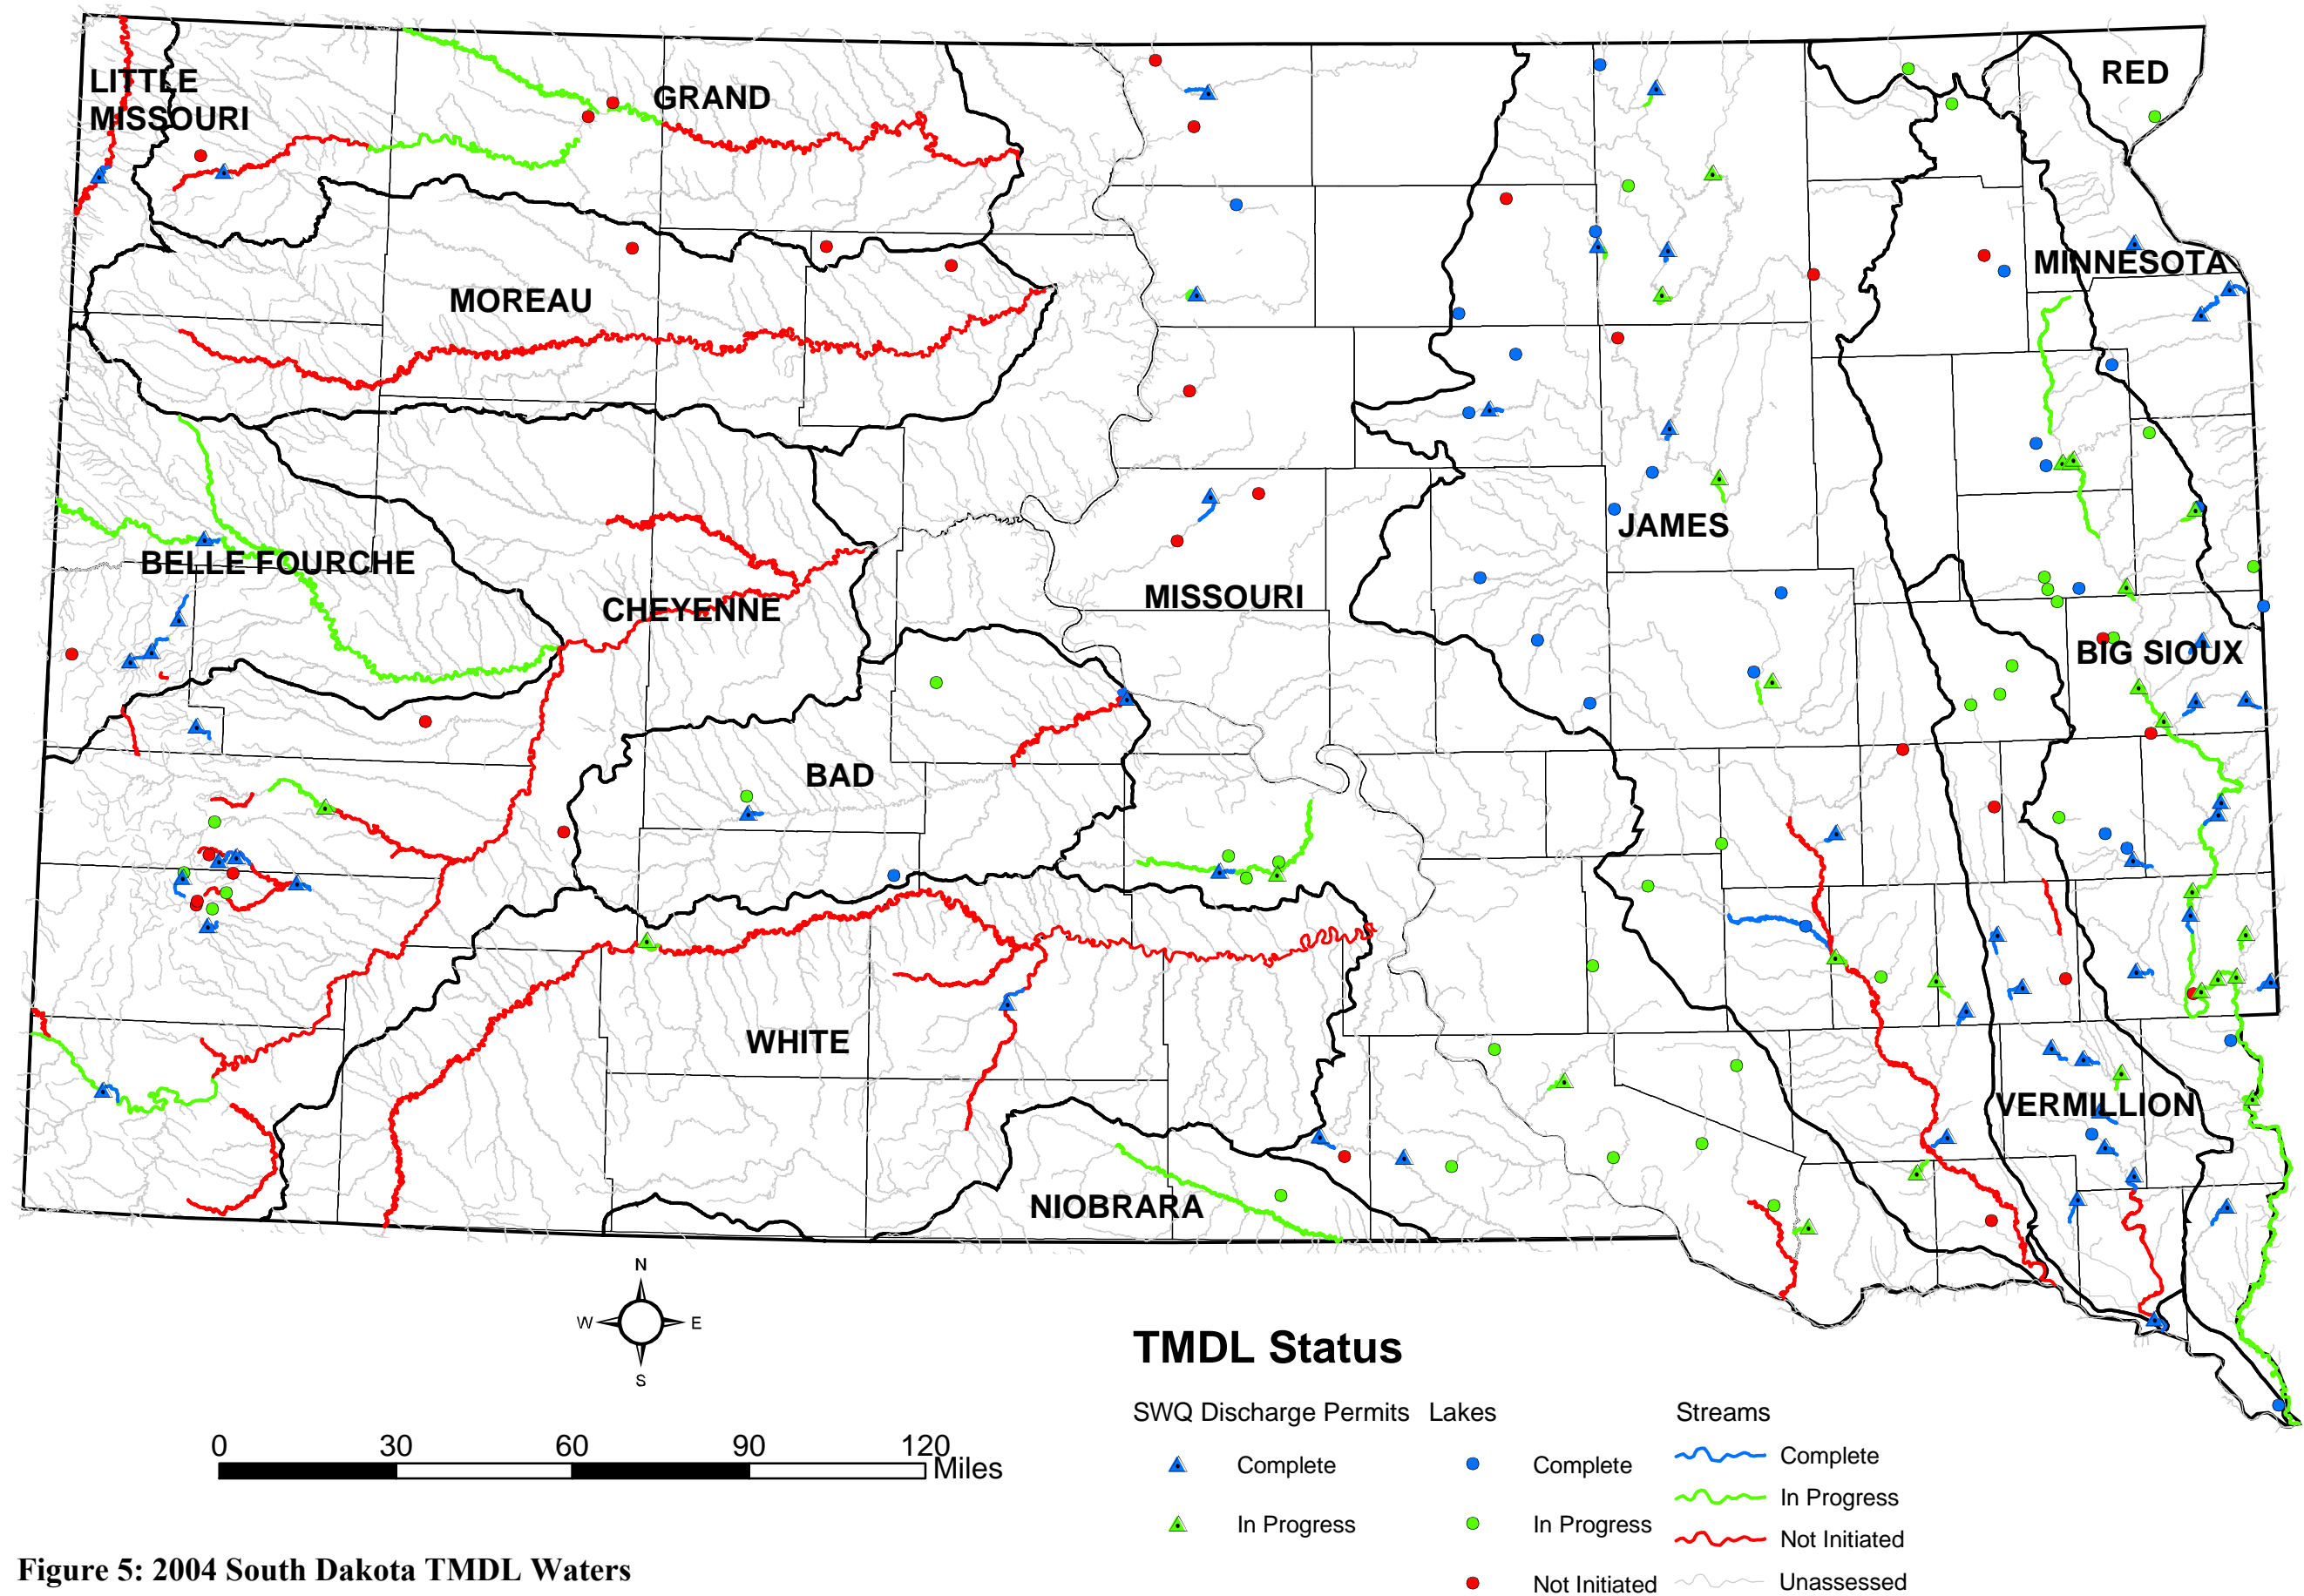 LITTLE
MISSOURI
GRAND
RED
MOREAU
MINNESOTA
BELLE FOURCHE
CHEYENNE
MISSOURI
JAMES
BIG SIOUX
BAD
WHITE
NIOBRARA
VERMILLION
N
W E
S
0 30 60 90 120
Miles
TMDL Status
SWQ Discharge Permits Lakes Streams
Complete Complete Complete
In Progress In Progress In Progress
Not Initiated Not Initiated
Unassessed
Figure 5: 2004 South Dakota TMDL Waters